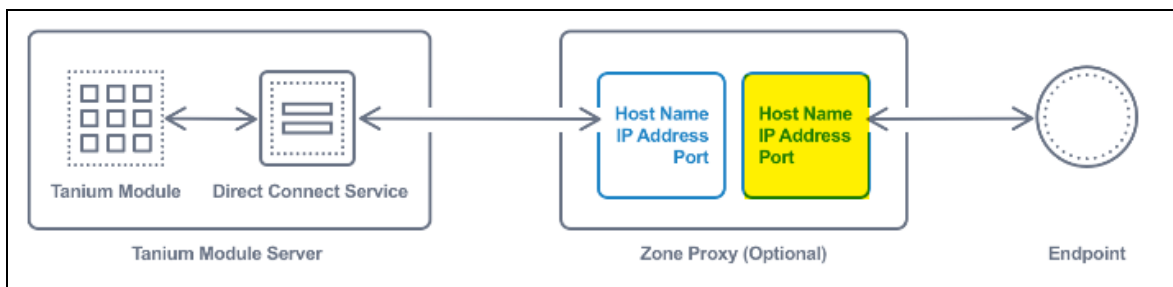 Host Name
IP Address
Port
Host Name
IP Address
Port
Tanium Module
Direct Connect Service
Tanium Module Server
Zone Proxy (Optional)
Endpoint